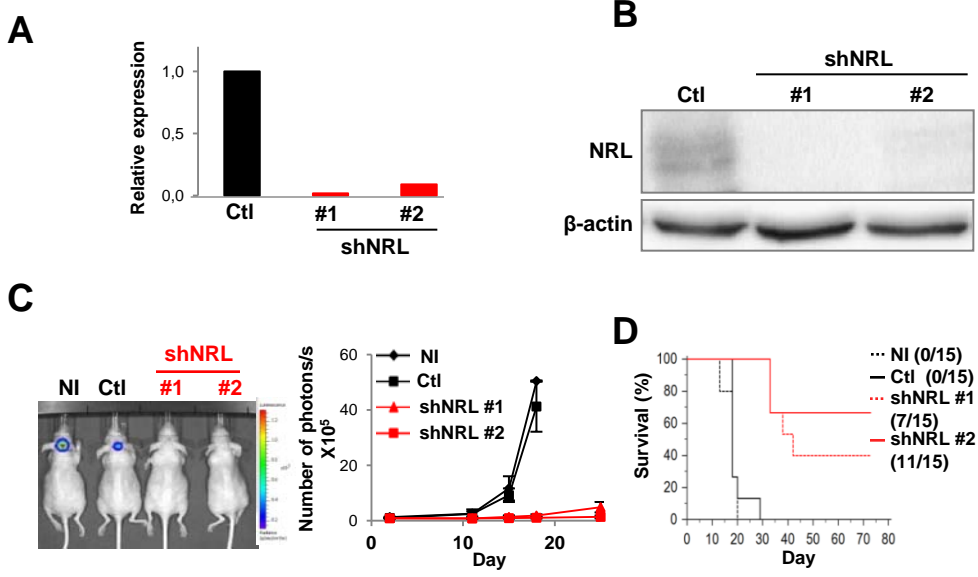 A
Relative expression
1,0
0,5
0,0
Ctl
#1
#2
shNRL
B
shNRL
Ctl
#1
#2
NRL
β-actin
C
shNRL
NI
Ctl
#1
#2
Number of photons/s
X10⁵
60
40
20
0
0
10
20
Day
NI
Ctl
shNRL #1
shNRL #2
D
Survival (%)
100
80
60
40
20
0
0
10
20
30
40
50
60
70
80
Day
NI (0/15)
Ctl (0/15)
shNRL #1
(7/15)
shNRL #2
(11/15)